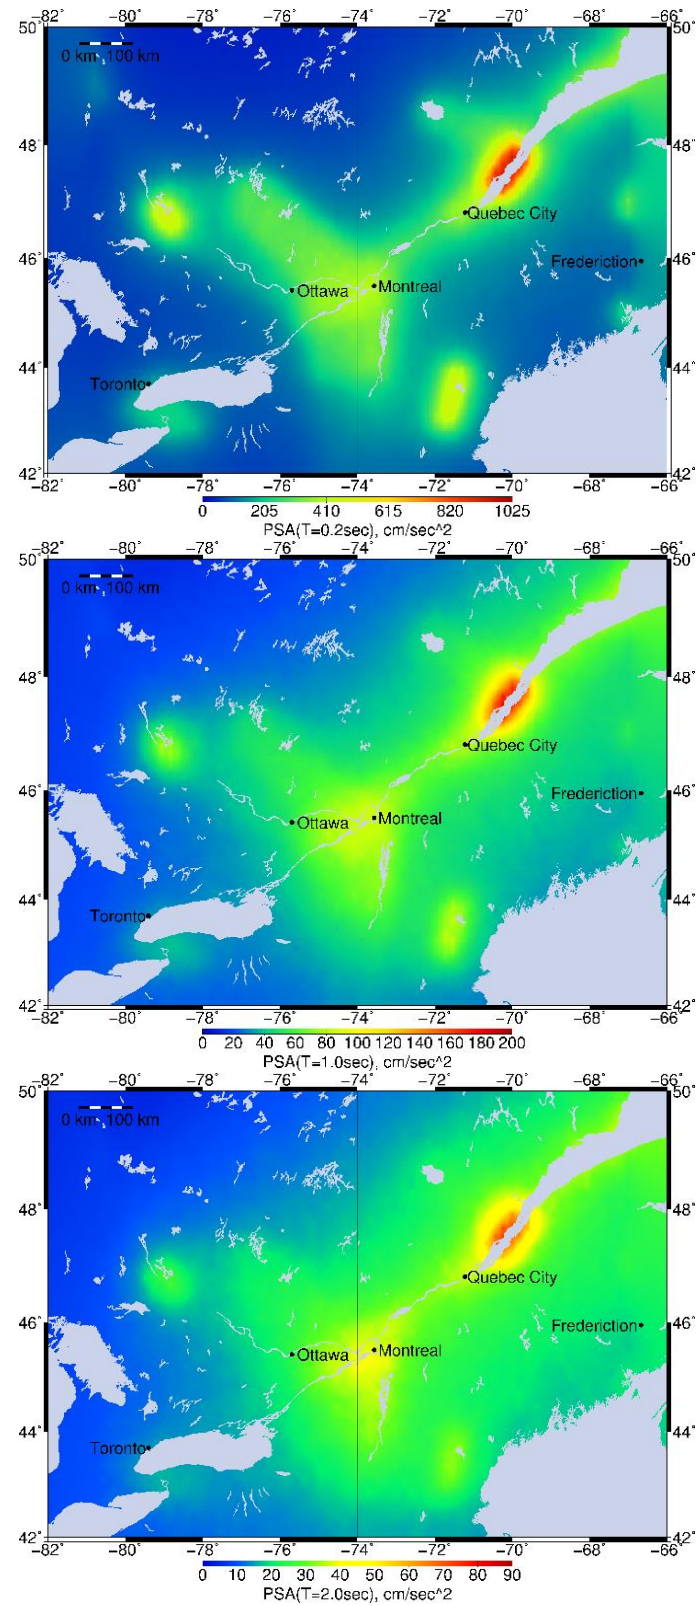 −82˚ −80˚ −78˚ −76˚ −74˚ −72˚ −70˚ −68˚ −66˚
50˚ 50˚
0 km 100 km
48˚ 48˚
Quebec City
46˚ Frederiction 46˚
Ottawa Montreal
44˚ 44˚
Toronto
42˚ 42˚
−82˚ −80˚ −78˚ −76˚ −74˚ −72˚ −70˚ −68˚ −66˚
0 205 410 615 820 1025
PSA(T=0.2sec), cm/sec^2
−82˚ −80˚ −78˚ −76˚ −74˚ −72˚ −70˚ −68˚ −66˚
50˚ 50˚
0 km 100 km
48˚ 48˚
Quebec City
46˚ Frederiction 46˚
Ottawa Montreal
44˚ 44˚
Toronto
42˚ 42˚
−82˚ −80˚ −78˚ −76˚ −74˚ −72˚ −70˚ −68˚ −66˚
0 20 40 60 80 100 120 140 160 180 200
PSA(T=1.0sec), cm/sec^2
−82˚ −80˚ −78˚ −76˚ −74˚ −72˚ −70˚ −68˚ −66˚
50˚ 50˚
0 km 100 km
48˚ 48˚
Quebec City
46˚ Frederiction 46˚
Ottawa Montreal
44˚ 44˚
Toronto
42˚ 42˚
−82˚ −80˚ −78˚ −76˚ −74˚ −72˚ −70˚ −68˚ −66˚
0 10 20 30 40 50 60 70 80 90
PSA(T=2.0sec), cm/sec^2